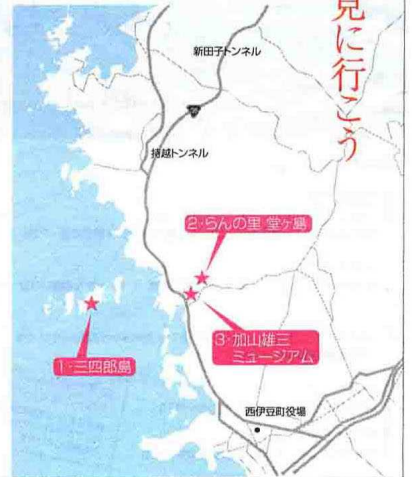 見に行こう
新田子トンネル
持越トンネル
2・らんの里 堂ヶ島
3・加山雄三
ミュージアム
1・三四郎島
西伊豆町役場